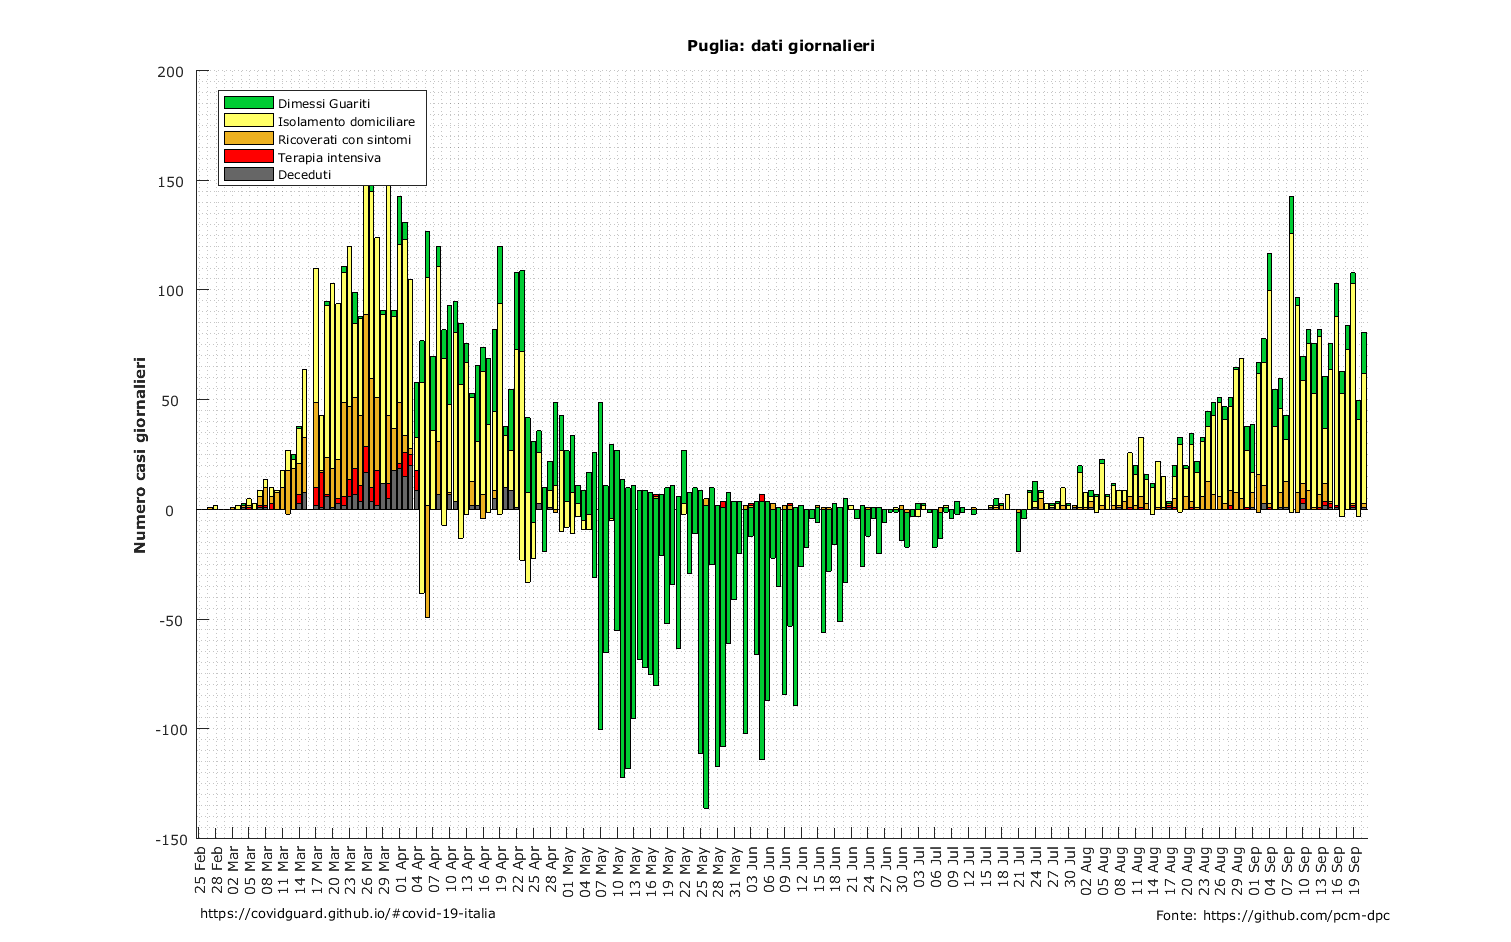 Puglia: dati giornalieri
200
150
100
50
0
-50
-100
-150
Numero casi giornalieri
Dimessi Guariti
Isolamento domiciliare
Ricoverati con sintomi
Terapia intensiva
Deceduti
25 Feb
28 Feb
02 Mar
05 Mar
08 Mar
11 Mar
14 Mar
17 Mar
20 Mar
23 Mar
26 Mar
29 Mar
01 Apr
04 Apr
07 Apr
10 Apr
13 Apr
16 Apr
19 Apr
22 Apr
25 Apr
28 Apr
01 May
04 May
07 May
10 May
13 May
16 May
19 May
22 May
25 May
28 May
31 May
03 Jun
06 Jun
09 Jun
12 Jun
15 Jun
18 Jun
21 Jun
24 Jun
27 Jun
30 Jun
03 Jul
06 Jul
09 Jul
12 Jul
15 Jul
18 Jul
21 Jul
24 Jul
27 Jul
30 Jul
02 Aug
05 Aug
08 Aug
11 Aug
14 Aug
17 Aug
20 Aug
23 Aug
26 Aug
29 Aug
01 Sep
04 Sep
07 Sep
10 Sep
13 Sep
16 Sep
19 Sep
https://covidguard.github.io/#covid-19-italia
Fonte: https://github.com/pcm-dpc